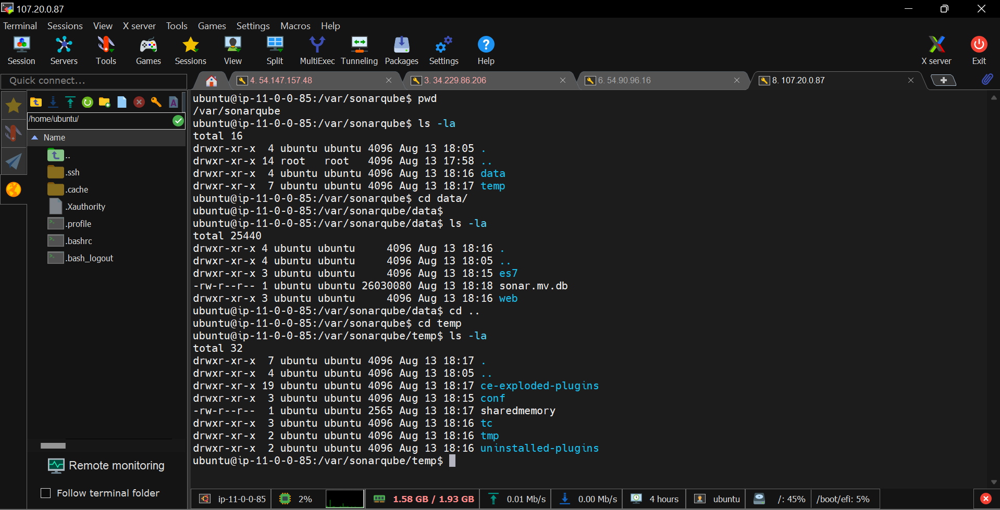 107.20.0.87
Terminal Sessions View X server Tools Games Settings Macros Help
Session Servers Tools Games Sessions View Split MultiExec Tunneling Packages Settings Help X server Exit
Quick connect... 4. 54.147.157.48 3. 34.229.86.206 6. 54.90.96.16 8. 107.20.0.87
/home/ubuntu/
Name
..
.ssh
.cache
.Xauthority
.profile
.bashrc
.bash_logout
Remote monitoring
Follow terminal folder
ubuntu@ip-11-0-0-85:/var/sonarqube$ pwd
/var/sonarqube
ubuntu@ip-11-0-0-85:/var/sonarqube$ ls -la
total 16
drwxr-xr-x  4 ubuntu ubuntu 4096 Aug 13 18:05 .
drwxr-xr-x 14 root   root   4096 Aug 13 17:58 ..
drwxr-xr-x  4 ubuntu ubuntu 4096 Aug 13 18:16 data
drwxr-xr-x  7 ubuntu ubuntu 4096 Aug 13 18:17 temp
ubuntu@ip-11-0-0-85:/var/sonarqube$ cd data/
ubuntu@ip-11-0-0-85:/var/sonarqube/data$
ubuntu@ip-11-0-0-85:/var/sonarqube/data$ ls -la
total 25440
drwxr-xr-x 4 ubuntu ubuntu     4096 Aug 13 18:16 .
drwxr-xr-x 4 ubuntu ubuntu     4096 Aug 13 18:05 ..
drwxr-xr-x 3 ubuntu ubuntu     4096 Aug 13 18:15 es7
-rw-r--r-- 1 ubuntu ubuntu 26030080 Aug 13 18:18 sonar.mv.db
drwxr-xr-x 3 ubuntu ubuntu     4096 Aug 13 18:16 web
ubuntu@ip-11-0-0-85:/var/sonarqube/data$ cd ..
ubuntu@ip-11-0-0-85:/var/sonarqube$ cd temp
ubuntu@ip-11-0-0-85:/var/sonarqube/temp$ ls -la
total 32
drwxr-xr-x  7 ubuntu ubuntu 4096 Aug 13 18:17 .
drwxr-xr-x  4 ubuntu ubuntu 4096 Aug 13 18:05 ..
drwxr-xr-x 19 ubuntu ubuntu 4096 Aug 13 18:17 ce-exploded-plugins
drwxr-xr-x  3 ubuntu ubuntu 4096 Aug 13 18:15 conf
-rw-r--r--  1 ubuntu ubuntu 2565 Aug 13 18:17 sharedmemory
drwxr-xr-x  3 ubuntu ubuntu 4096 Aug 13 18:16 tc
drwxr-xr-x  2 ubuntu ubuntu 4096 Aug 13 18:16 tmp
drwxr-xr-x  2 ubuntu ubuntu 4096 Aug 13 18:16 uninstalled-plugins
ubuntu@ip-11-0-0-85:/var/sonarqube/temp$
ip-11-0-0-85 2% 1.58 GB / 1.93 GB 0.01 Mb/s 0.00 Mb/s 4 hours ubuntu /: 45% /boot/efi: 5%